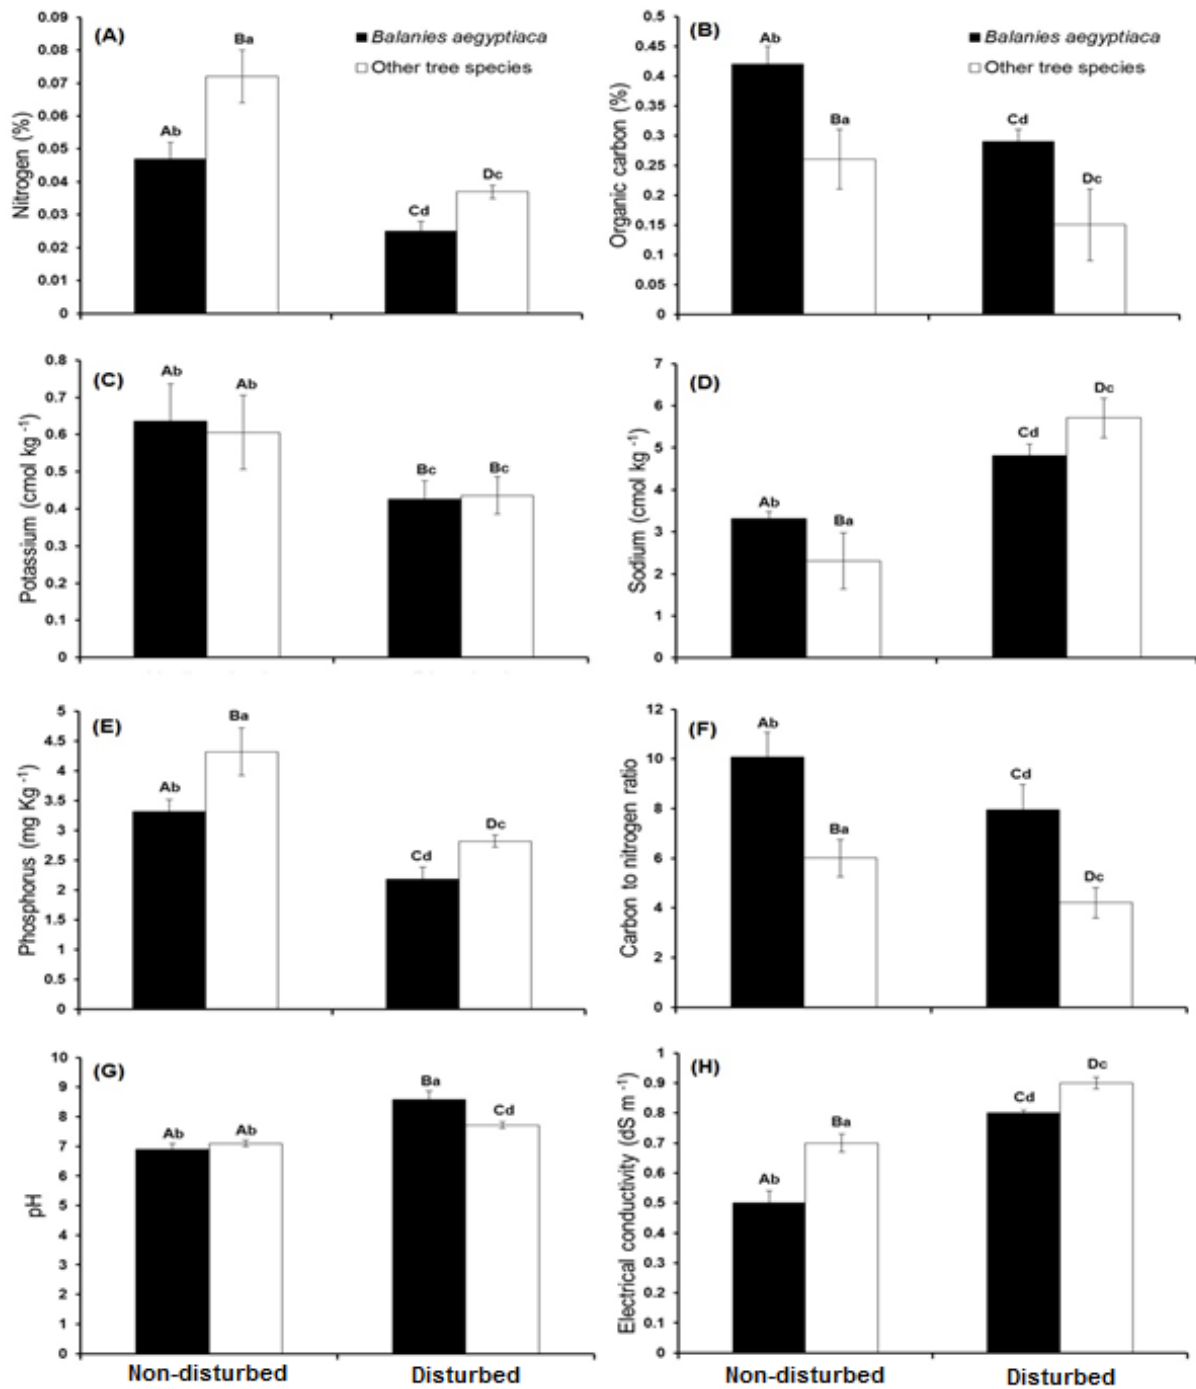 (A)
Balanies aegyptiaca
Other tree species
Nitrogen (%)
0.09
0.08
0.07
0.06
0.05
0.04
0.03
0.02
0.01
0
Ab
Ba
Cd
Dc
(B)
Balanies aegyptiaca
Other tree species
Organic carbon (%)
0.5
0.45
0.4
0.35
0.3
0.25
0.2
0.15
0.1
0.05
0
Ab
Ba
Cd
Dc
(C)
Potassium (cmol kg -1)
0.8
0.7
0.6
0.5
0.4
0.3
0.2
0.1
0
Ab
Ab
Bc
Bc
(D)
Sodium (cmol kg -1)
7
6
5
4
3
2
1
0
Ab
Ba
Cd
Dc
(E)
Phosphorus (mg Kg -1)
5
4.5
4
3.5
3
2.5
2
1.5
1
0.5
0
Ab
Ba
Cd
Dc
(F)
Carbon to nitrogen ratio
12
10
8
6
4
2
0
Ab
Ba
Cd
Dc
(G)
pH
10
9
8
7
6
5
4
3
2
1
0
Ab
Ab
Ba
Cd
Non-disturbed
Disturbed
(H)
Electrical conductivity (dS m -1)
1
0.9
0.8
0.7
0.6
0.5
0.4
0.3
0.2
0.1
0
Ab
Ba
Cd
Dc
Non-disturbed
Disturbed